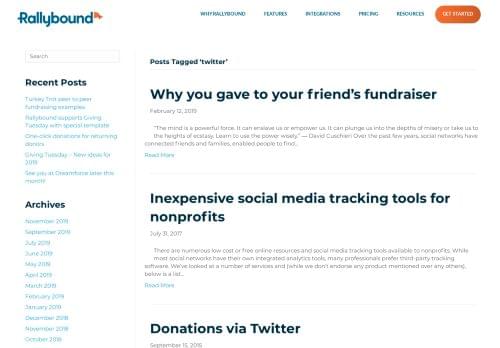 Rallybound
WHY RALLYBOUND
FEATURES
INTEGRATIONS
PRICING
RESOURCES
GET STARTED
Search
Recent Posts
Turkey Trot peer to peer
fundraising examples
Rallybound supports Giving
Tuesday with special template
One-click donations for returning
donors
Giving Tuesday – New ideas for
2019
See you at Dreamforce later this
month!
Archives
November 2019
September 2019
July 2019
June 2019
May 2019
April 2019
March 2019
February 2019
January 2019
December 2018
November 2018
October 2018
Posts Tagged ‘twitter’
Why you gave to your friend’s fundraiser
February 12, 2019
“The mind is a powerful force. It can enslave us or empower us. It can plunge us into the depths of misery or take us to
the heights of ecstasy. Learn to use the power wisely.” — David Cuschieri Over the past few years, social networks have
connected friends and families, enabled people to find...
Read More
Inexpensive social media tracking tools for
nonprofits
July 31, 2017
There are numerous low cost or free online resources and social media tracking tools available to nonprofits. While
most social networks have their own integrated analytics tools, many professionals prefer third-party tracking
software. We’ve looked at a number of services and (while we don’t endorse any product mentioned over any others),
below is a list...
Read More
Donations via Twitter
September 15, 2015